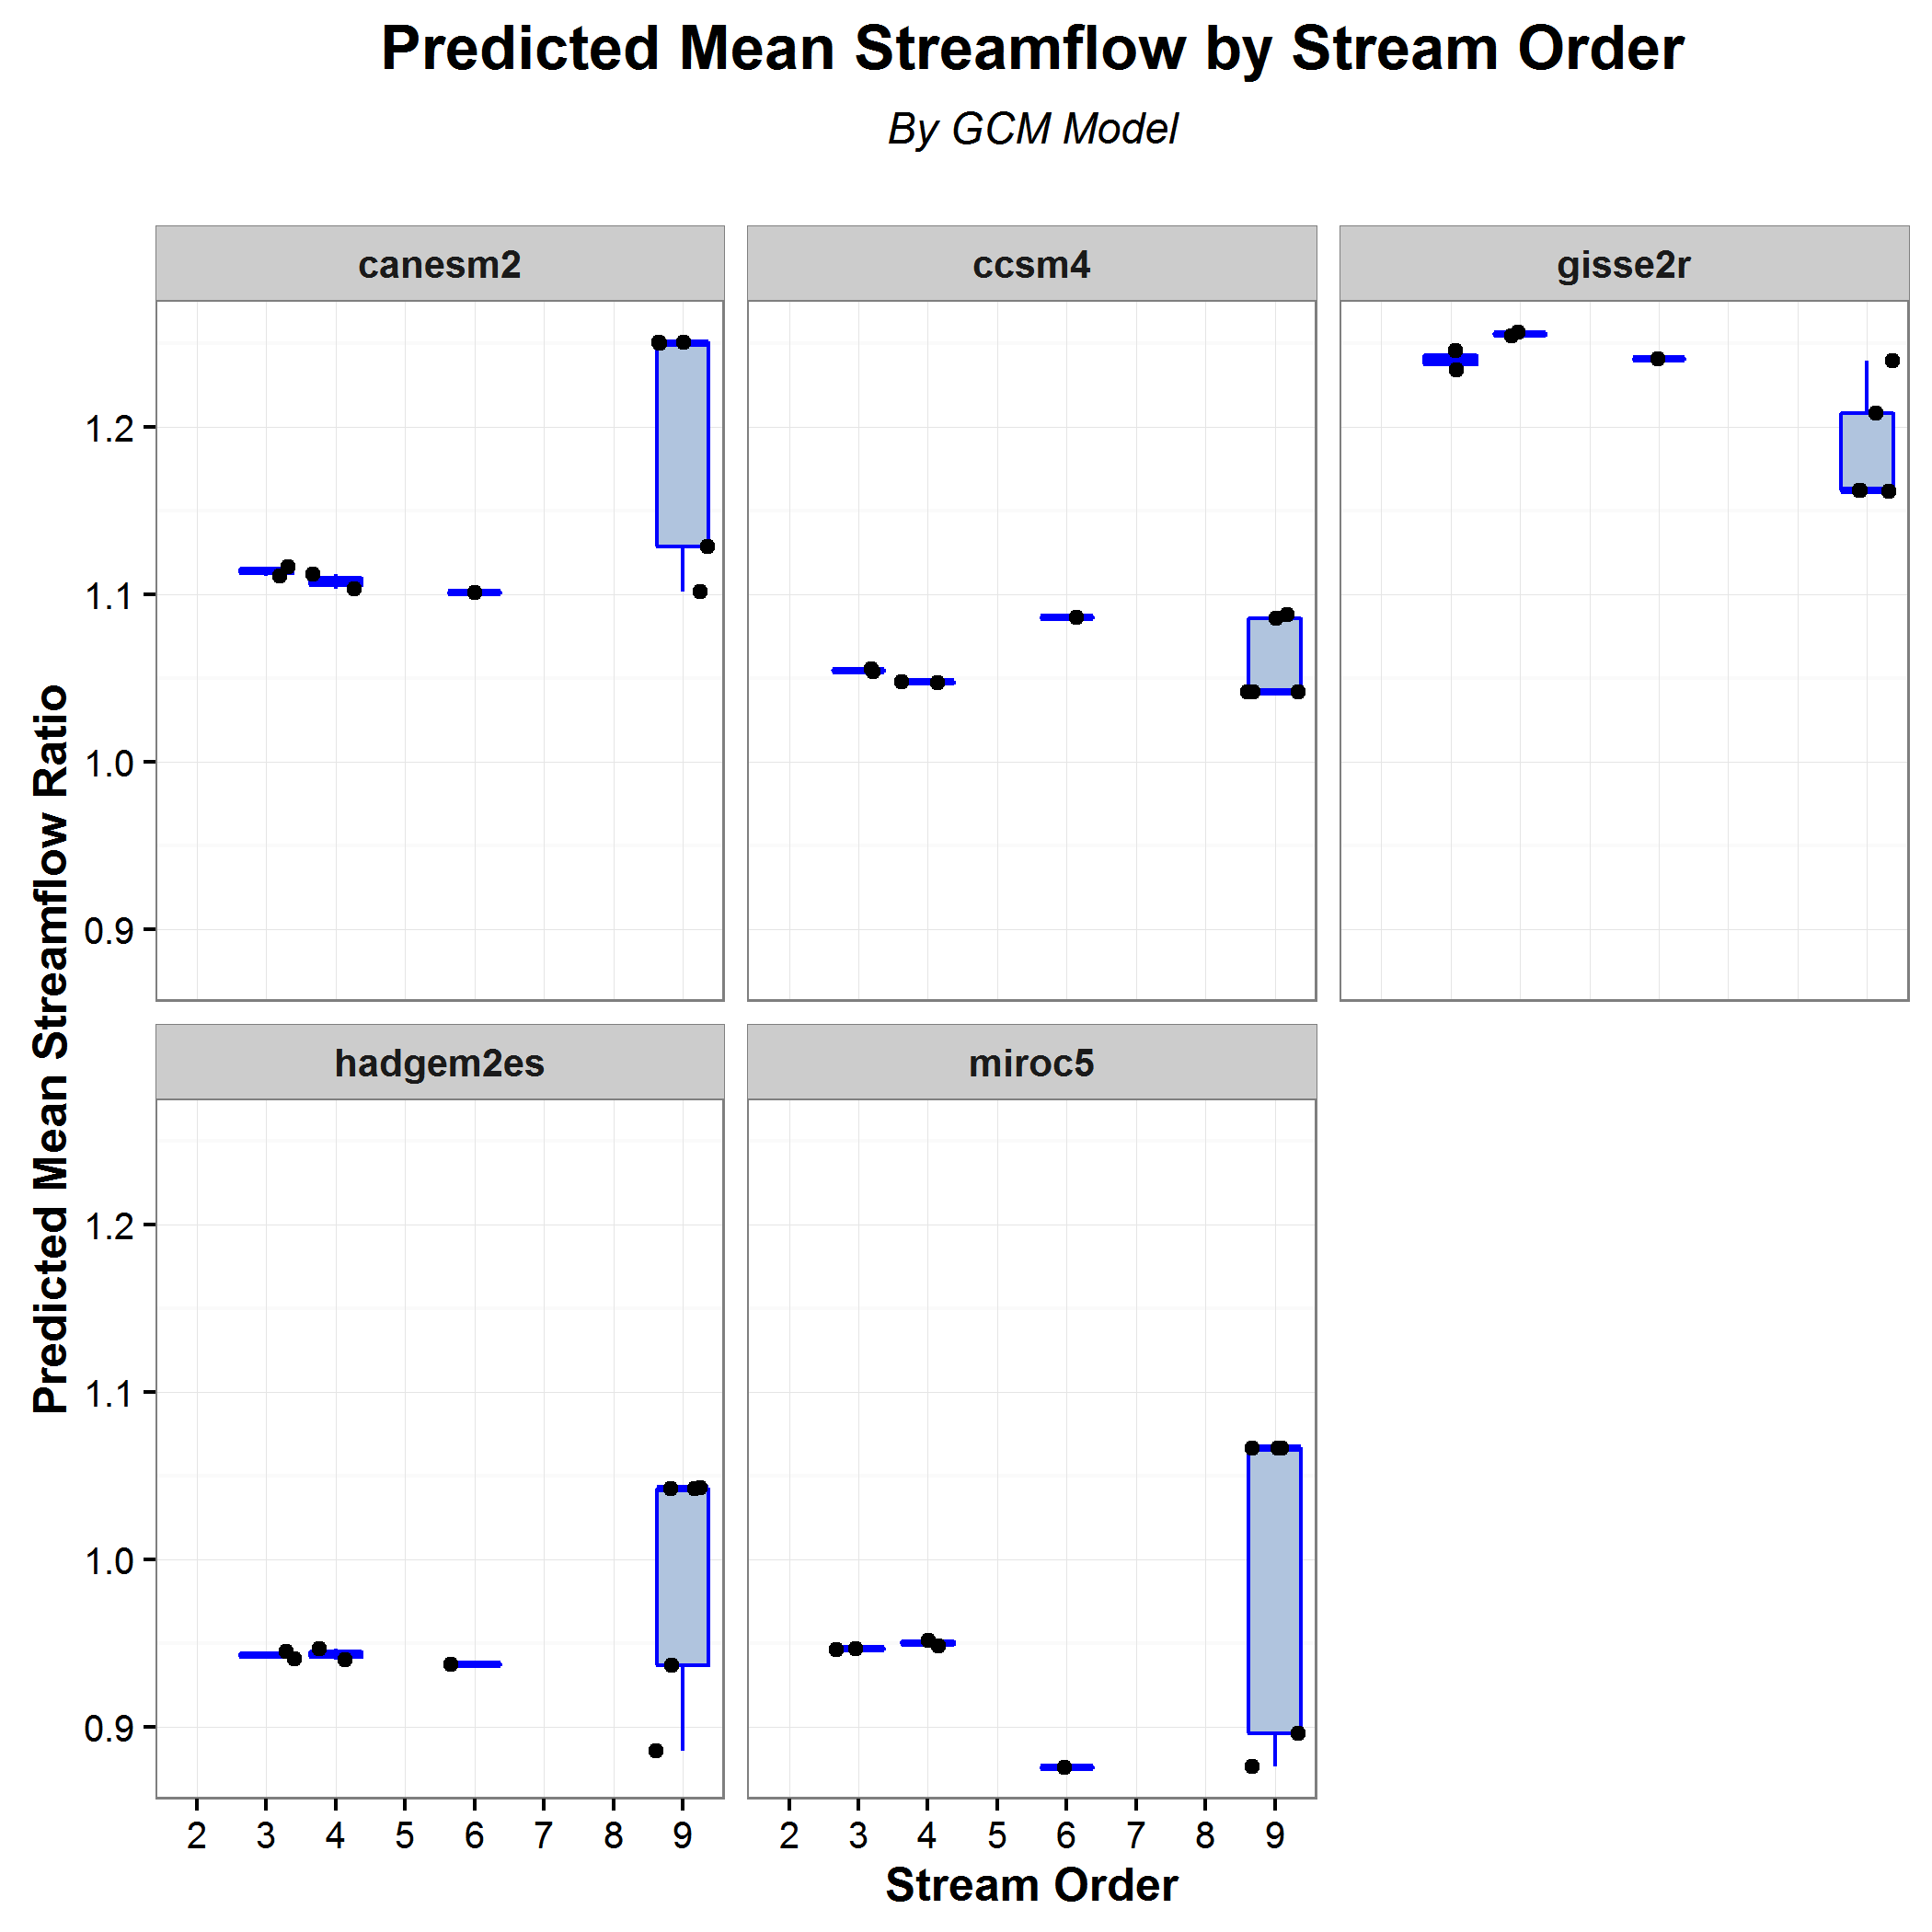 Predicted Mean Streamflow by Stream Order
By GCM Model
canesm2
ccsm4
gisse2r
1.2
1.1
1.0
0.9
Predicted Mean Streamflow Ratio
hadgem2es
miroc5
1.2
1.1
1.0
0.9
2 3 4 5 6 7 8 9
2 3 4 5 6 7 8 9
Stream Order